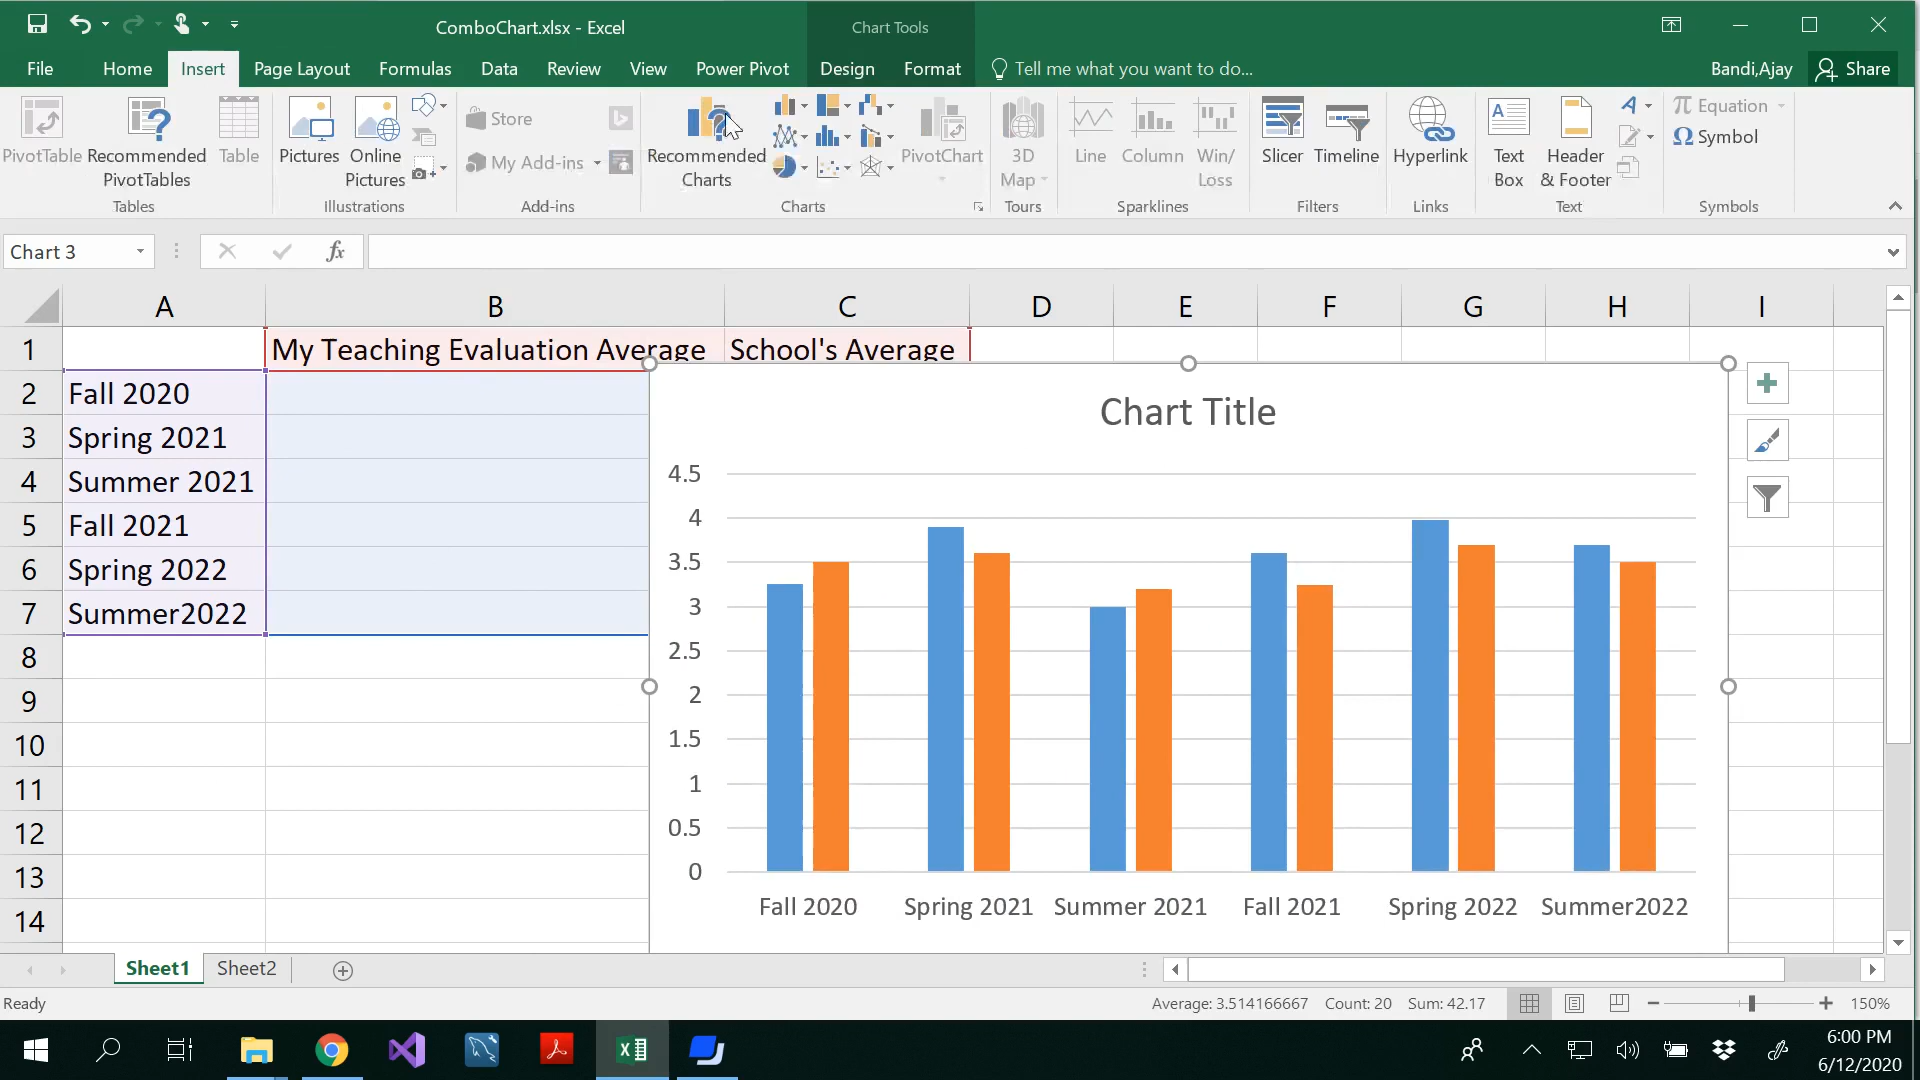 ComboChart.xlsx - Excel
Chart Tools
File Home Insert Page Layout Formulas Data Review View Power Pivot Design Format Tell me what you want to do... Bandi,Ajay Share
PivotTable
Recommended
PivotTables
Table
Tables
Pictures
Online
Pictures
Illustrations
Store
My Add-ins
Add-ins
Recommended
Charts
PivotChart
Charts
3D
Map
Tours
Line
Column
Win/
Loss
Sparklines
Slicer
Timeline
Filters
Hyperlink
Links
Text
Box
Header
& Footer
Text
Equation
Symbol
Symbols
Chart 3
fx
A B C D E F G H I
1 My Teaching Evaluation Average School's Average
2 Fall 2020
3 Spring 2021
4 Summer 2021
5 Fall 2021
6 Spring 2022
7 Summer2022
8
9
10
11
12
13
14
Chart Title
4.5
4
3.5
3
2.5
2
1.5
1
0.5
0
Fall 2020 Spring 2021 Summer 2021 Fall 2021 Spring 2022 Summer2022
Sheet1 Sheet2
Ready Average: 3.514166667 Count: 20 Sum: 42.17 150%
6:00 PM
6/12/2020